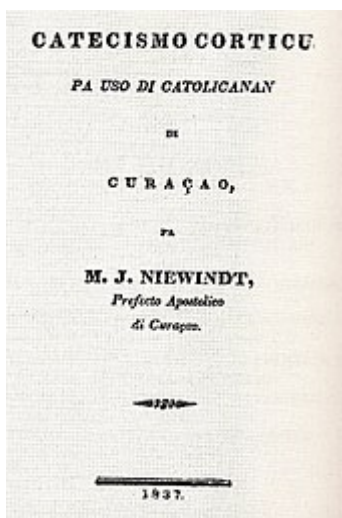 CATECISMO CORTICU
PA USO DI CATOLICANAN
DI
CURAÇAO,
PA
M. J. NIEWINDT,
Prefecto Apostolico
di Curaçao.
1837.